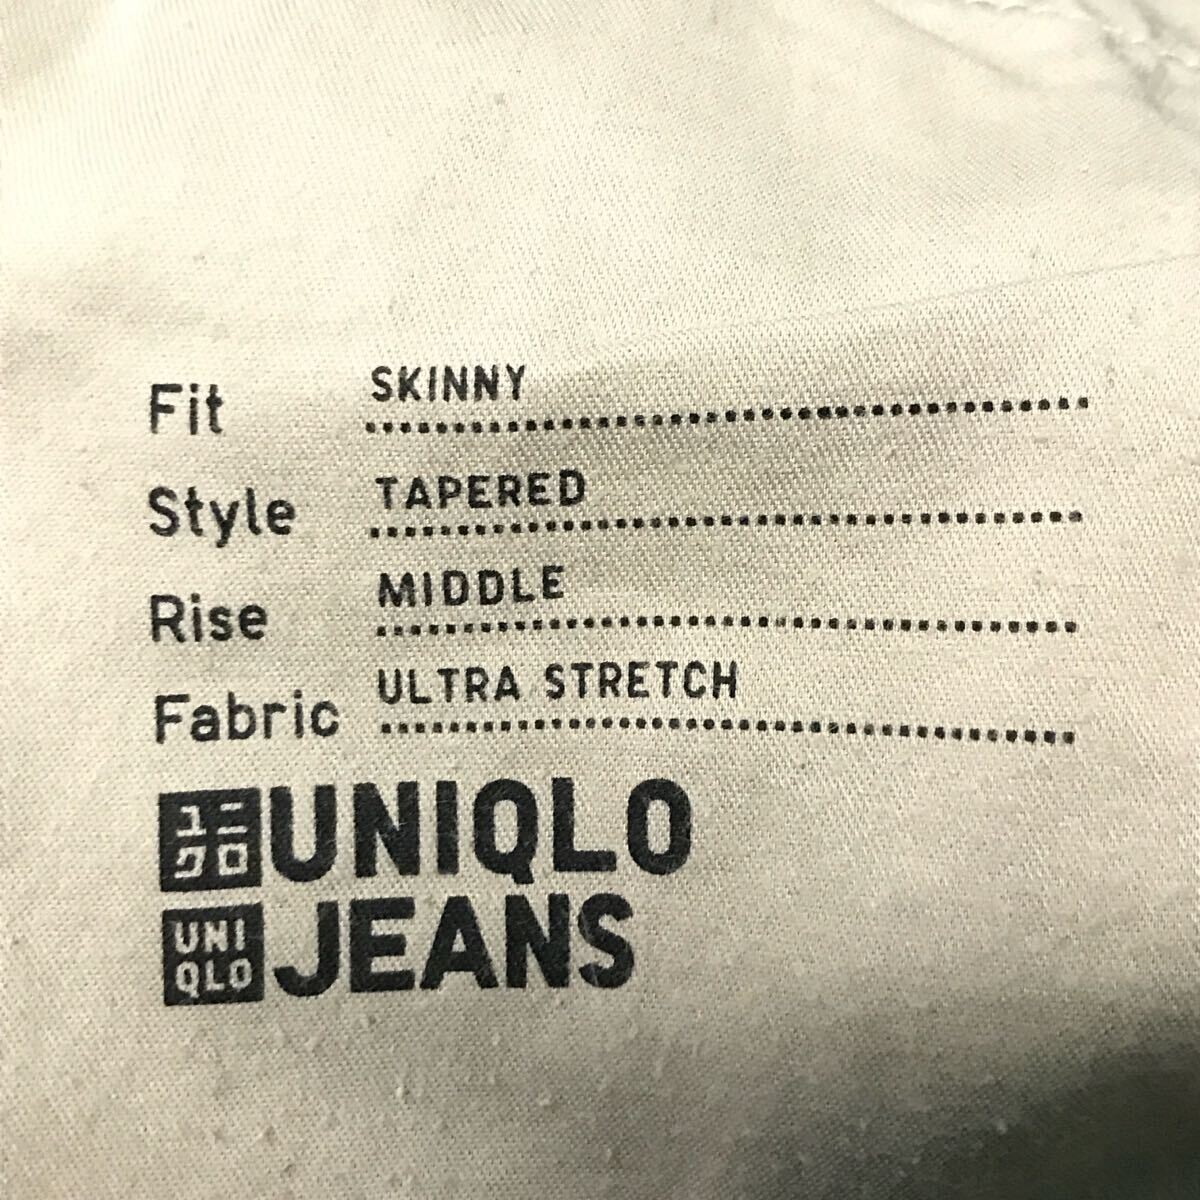 Fit SKINNY
Style TAPERED
Rise MIDDLE
Fabric ULTRA STRETCH
ユニ
クロ
UNIQLO
UNI
QLO
JEANS